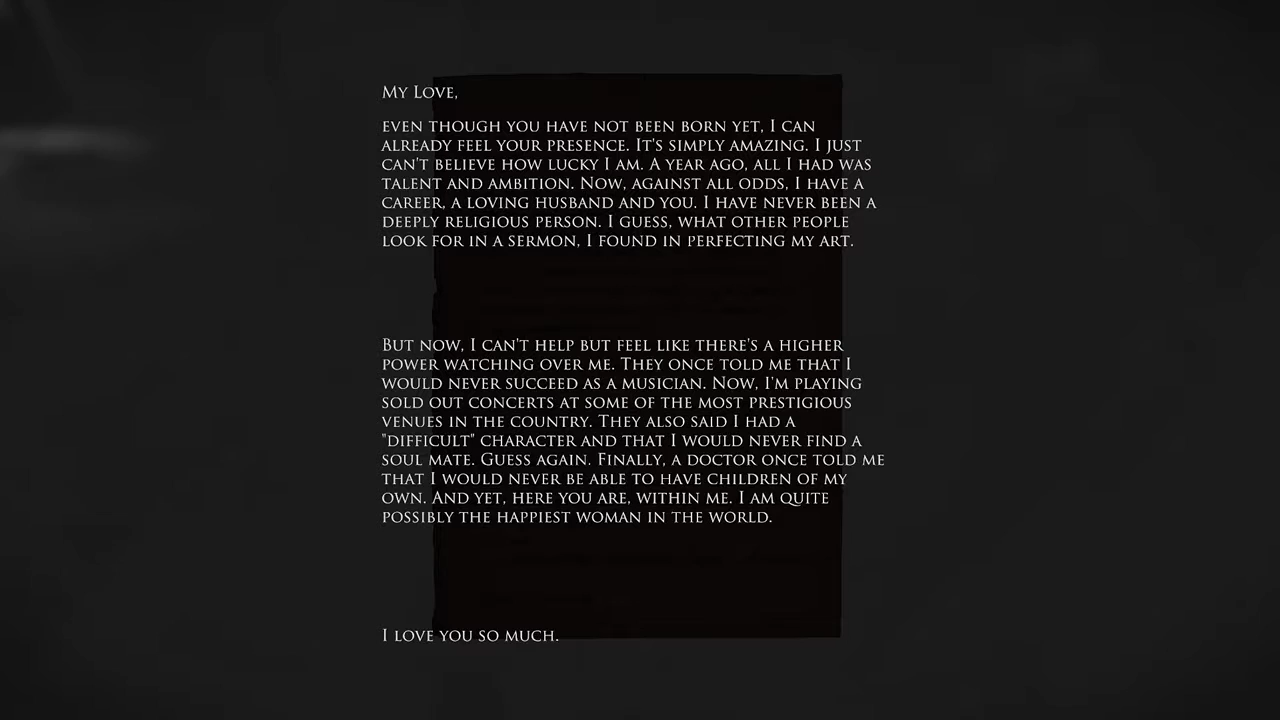 My Love,
even though you have not been born yet, I can
already feel your presence. It's simply amazing. I just
can't believe how lucky I am. A year ago, all I had was
talent and ambition. Now, against all odds, I have a
career, a loving husband and you. I have never been a
deeply religious person. I guess, what other people
look for in a sermon, I found in perfecting my art.
But now, I can't help but feel like there's a higher
power watching over me. They once told me that I
would never succeed as a musician. Now, I'm playing
sold out concerts at some of the most prestigious
venues in the country. They also said I had a
"difficult" character and that I would never find a
soul mate. Guess again. Finally, a doctor once told me
that I would never be able to have children of my
own. And yet, here you are, within me. I am quite
possibly the happiest woman in the world.
I love you so much.